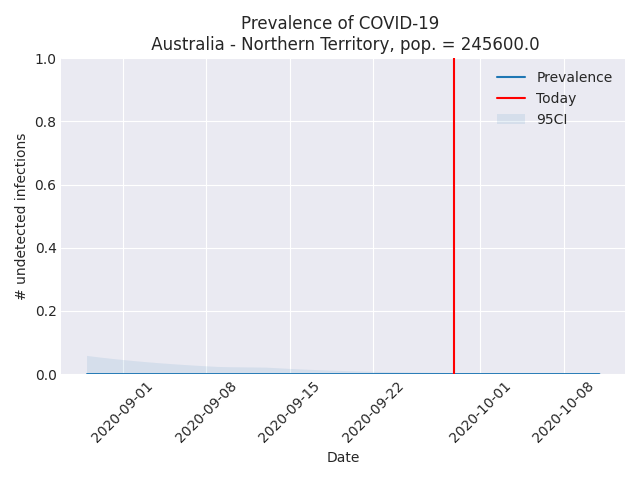 Prevalence of COVID-19
Australia - Northern Territory, pop. = 245600.0
Prevalence
Today
95CI
# undetected infections
1.0
0.8
0.6
0.4
0.2
0.0
2020-09-01
2020-09-08
2020-09-15
2020-09-22
2020-10-01
2020-10-08
Date